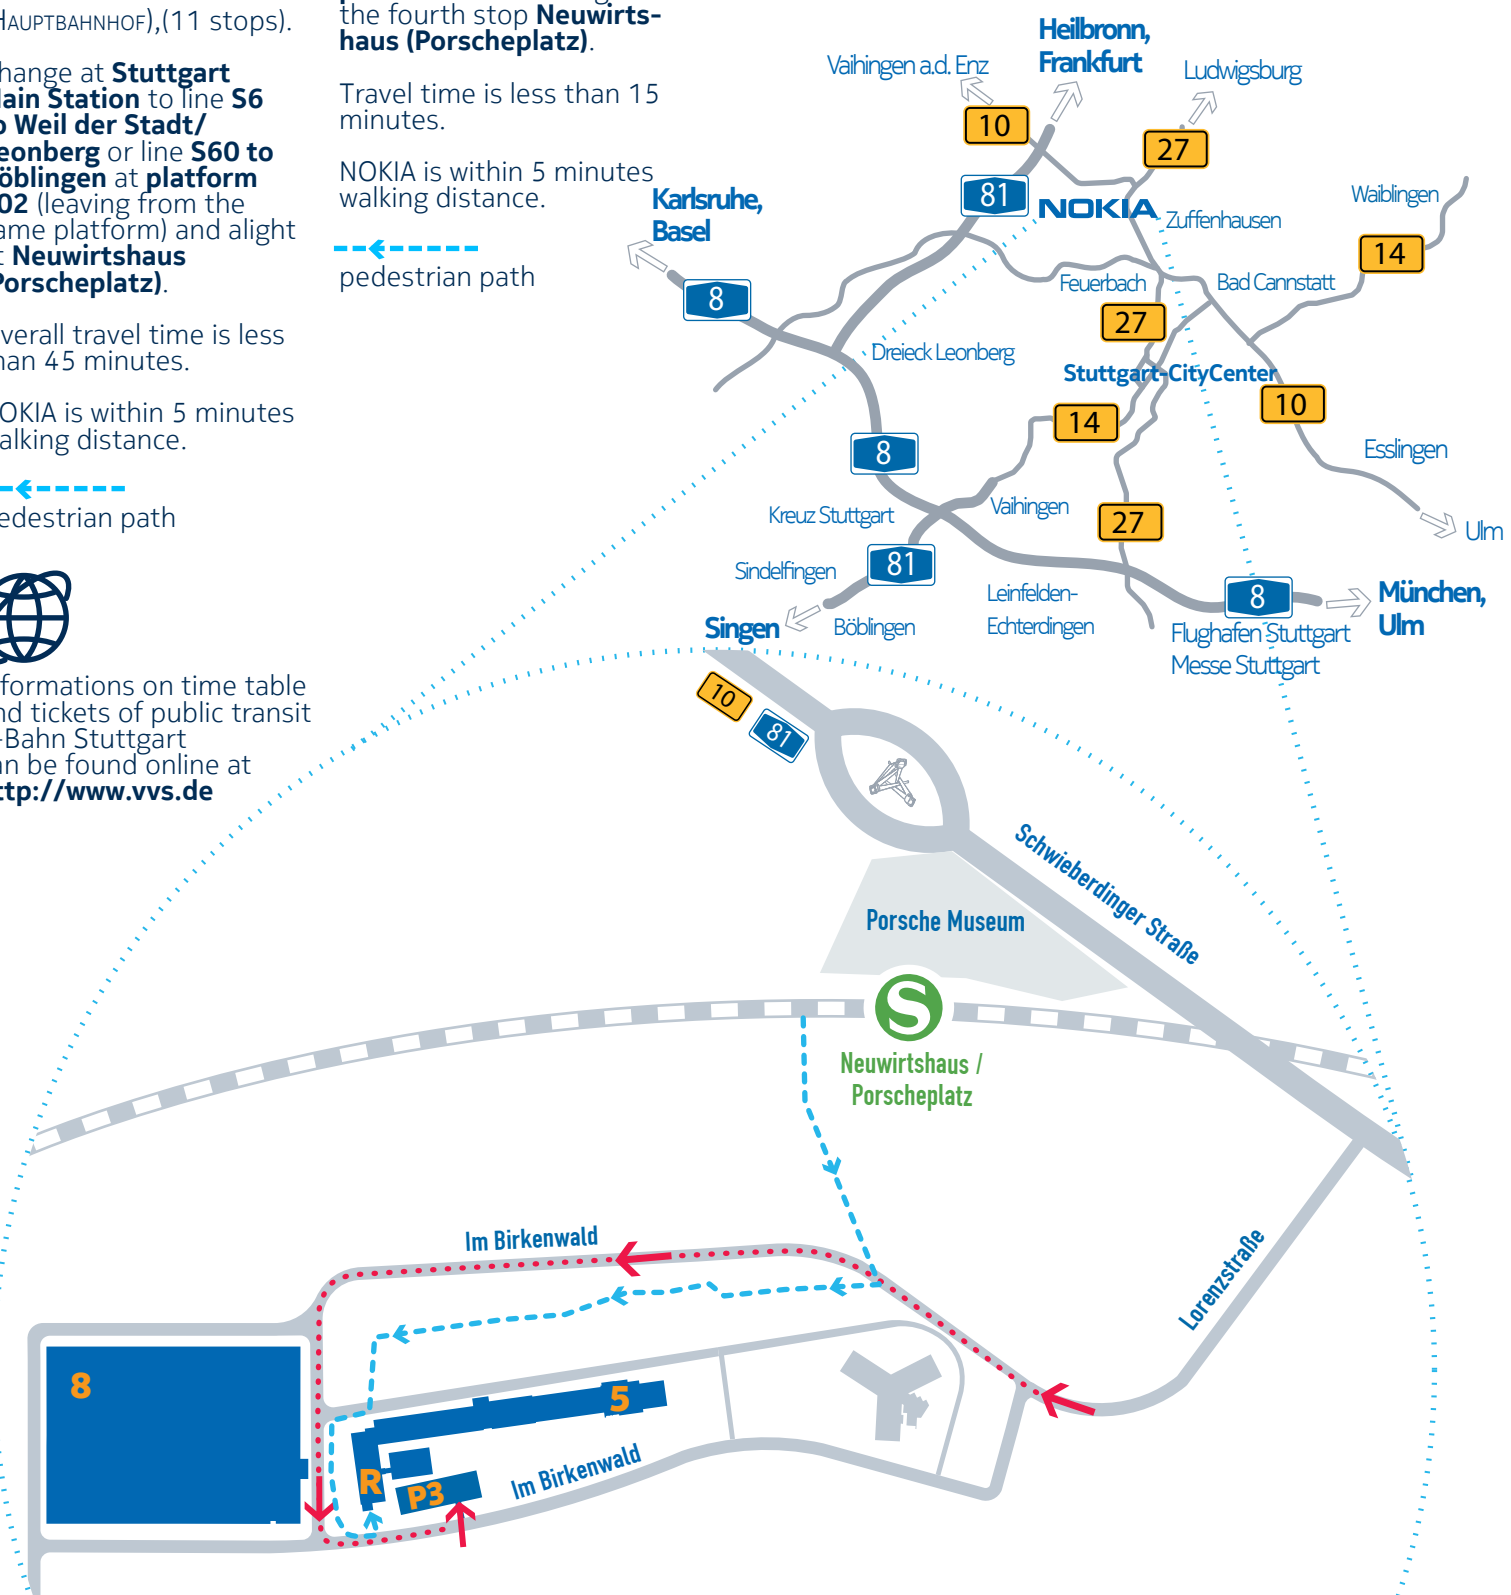 HAUPTBAHNHOF),(11 stops).
hange at Stuttgart
ain Station to line S6
o Weil der Stadt/
eonberg or line S60 to
öblingen at platform
02 (leaving from the
ame platform) and alight
t Neuwirtshaus
Porscheplatz).
verall travel time is less
han 45 minutes.
OKIA is within 5 minutes
alking distance.
edestrian path
formations on time table
nd tickets of public transit
-Bahn Stuttgart
an be found online at
ttp://www.vvs.de
the fourth stop Neuwirts-
haus (Porscheplatz).
Travel time is less than 15
minutes.
NOKIA is within 5 minutes
walking distance.
pedestrian path
Heilbronn,
Frankfurt
Vaihingen a.d. Enz
Ludwigsburg
10
27
81
NOKIA
Zuffenhausen
Waiblingen
14
Karlsruhe,
Basel
8
Feuerbach
Bad Cannstatt
27
Dreieck Leonberg
Stuttgart-CityCenter
10
14
8
Esslingen
Kreuz Stuttgart
Vaihingen
27
Ulm
81
Sindelfingen
Leinfelden-
Echterdingen
8
München,
Ulm
Singen
Böblingen
Flughafen Stuttgart
Messe Stuttgart
10
81
Schwieberdinger Straße
Porsche Museum
S
Neuwirtshaus /
Porscheplatz
Im Birkenwald
Lorenzstraße
8
5
R
P3
Im Birkenwald